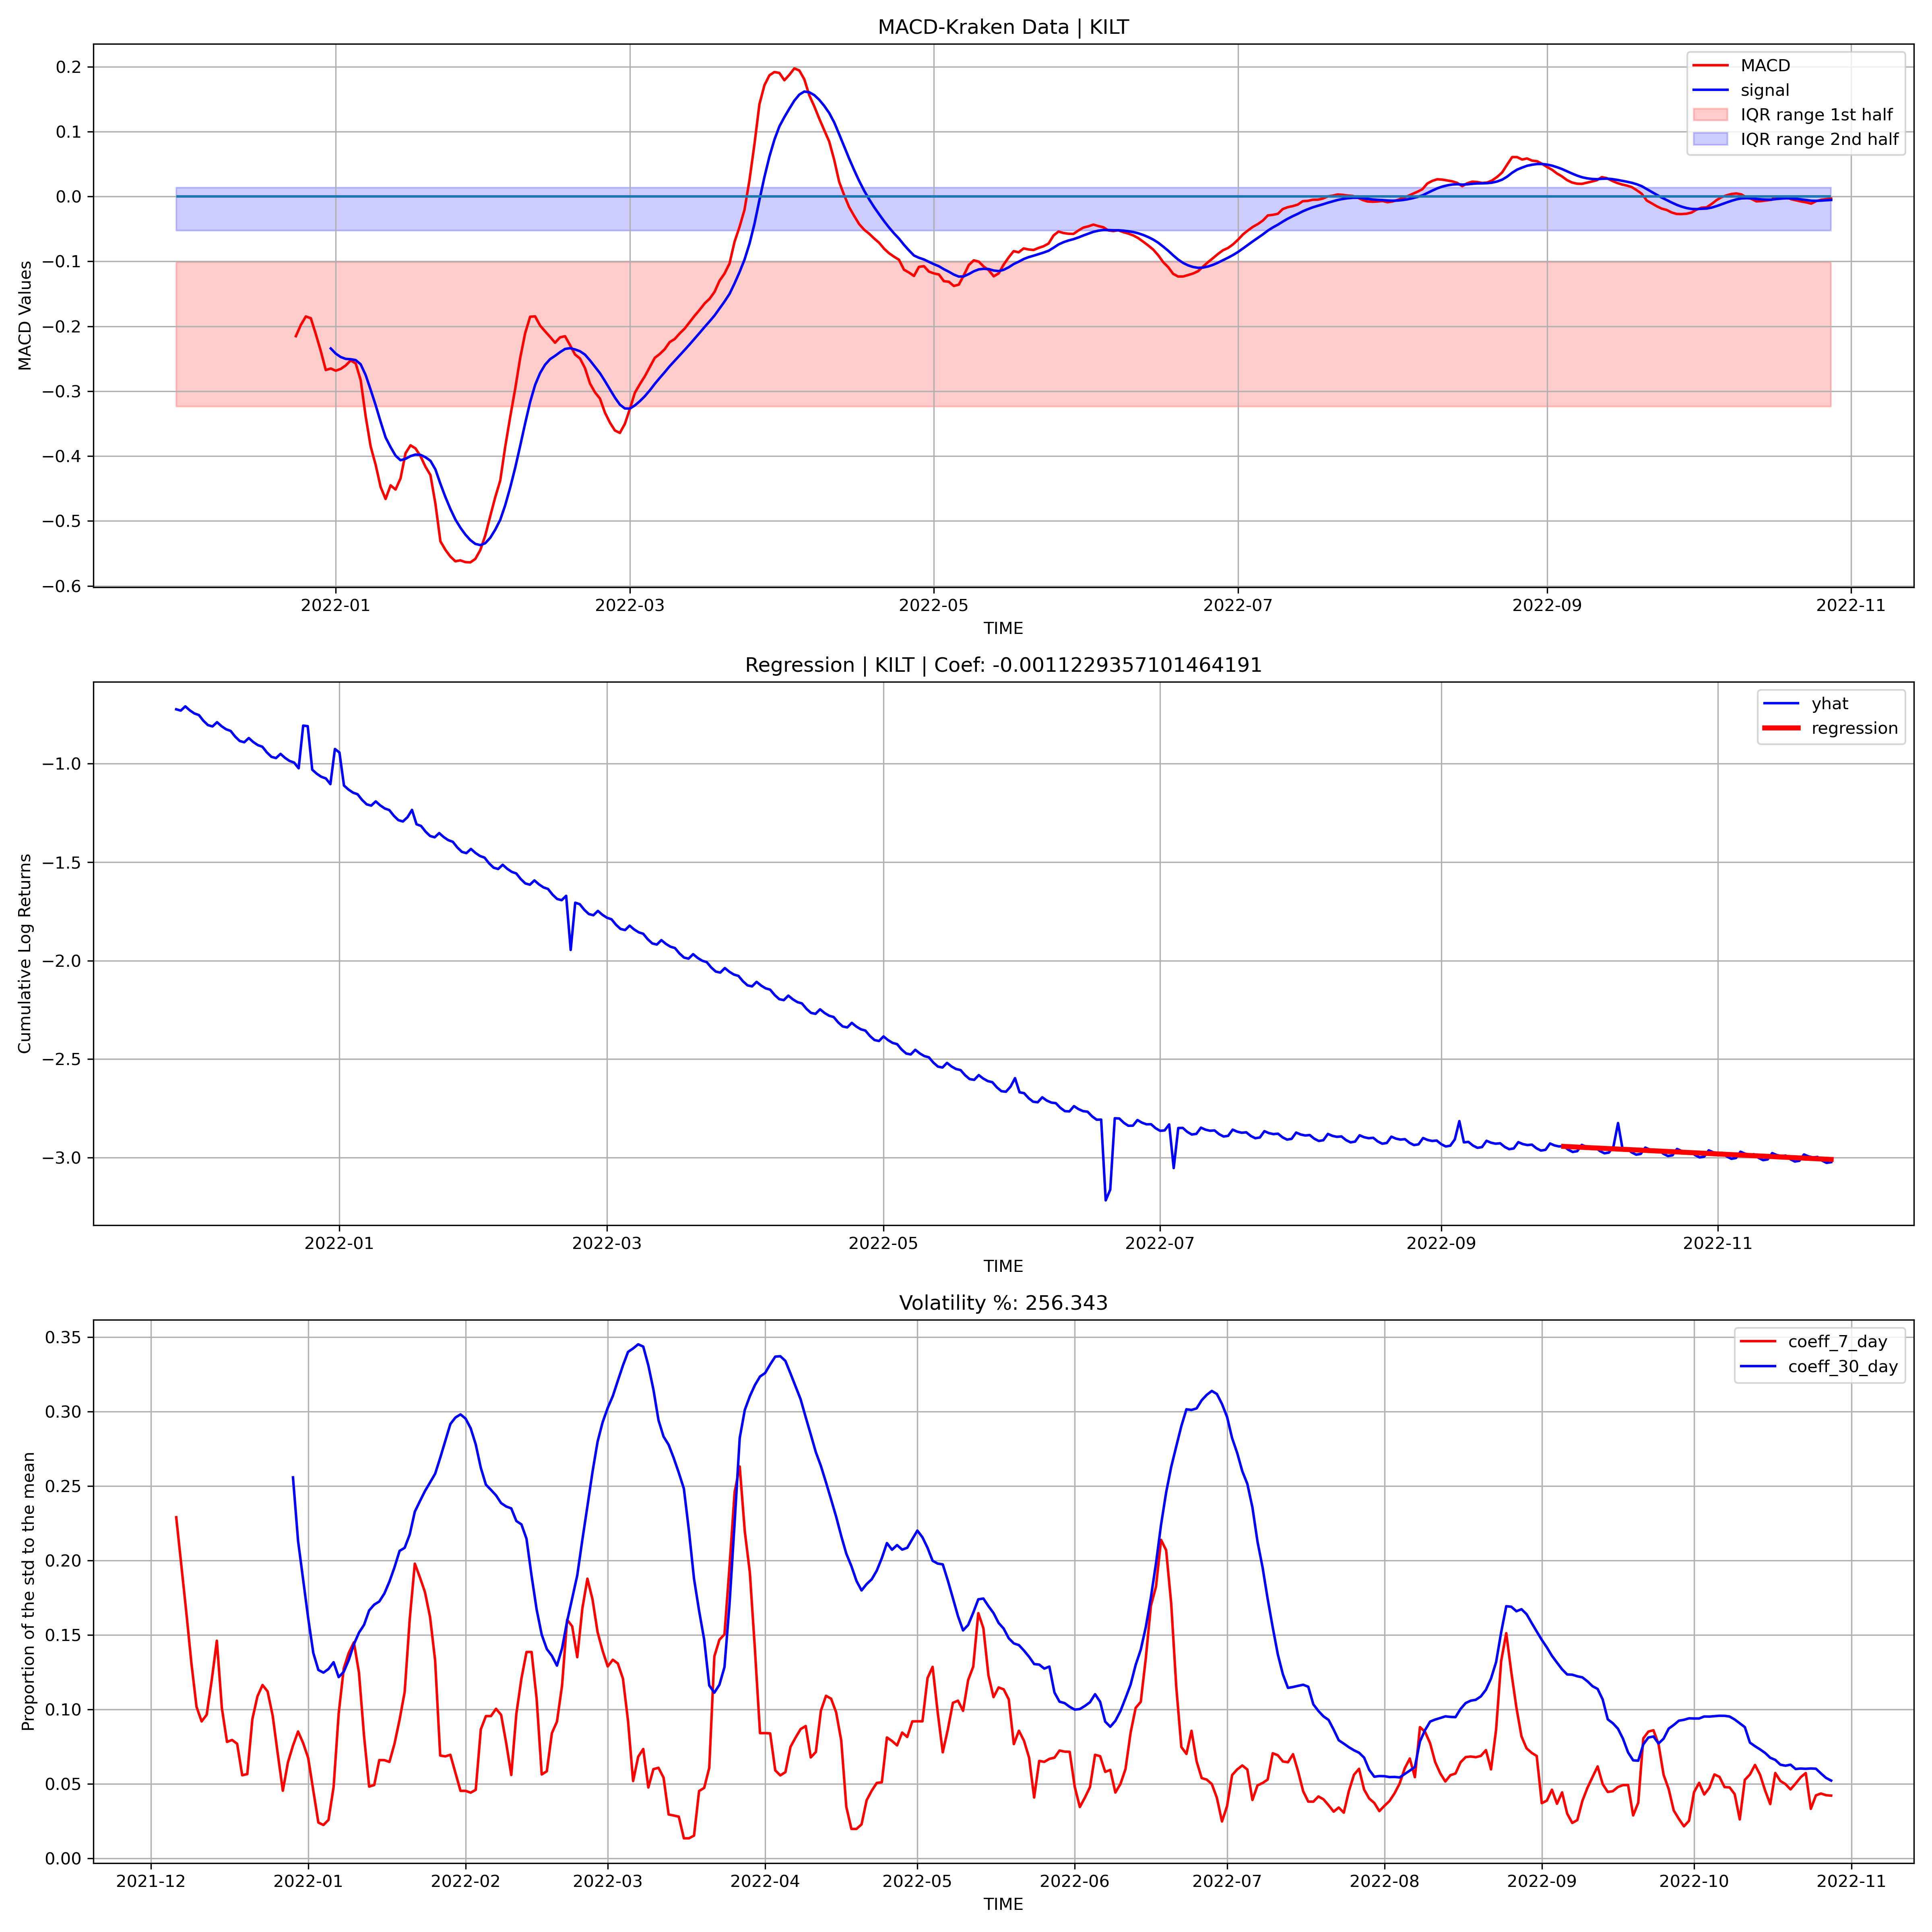 MACD-Kraken Data | KILT
MACD
signal
IQR range 1st half
IQR range 2nd half
MACD Values
0.2
0.1
0.0
−0.1
−0.2
−0.3
−0.4
−0.5
−0.6
2022-01 2022-03 2022-05 2022-07 2022-09 2022-11
TIME
Regression | KILT | Coef: -0.0011229357101464191
yhat
regression
Cumulative Log Returns
−1.0
−1.5
−2.0
−2.5
−3.0
2022-01 2022-03 2022-05 2022-07 2022-09 2022-11
TIME
Volatility %: 256.343
coeff_7_day
coeff_30_day
Proportion of the std to the mean
0.35
0.30
0.25
0.20
0.15
0.10
0.05
0.00
2021-12 2022-01 2022-02 2022-03 2022-04 2022-05 2022-06 2022-07 2022-08 2022-09 2022-10 2022-11
TIME